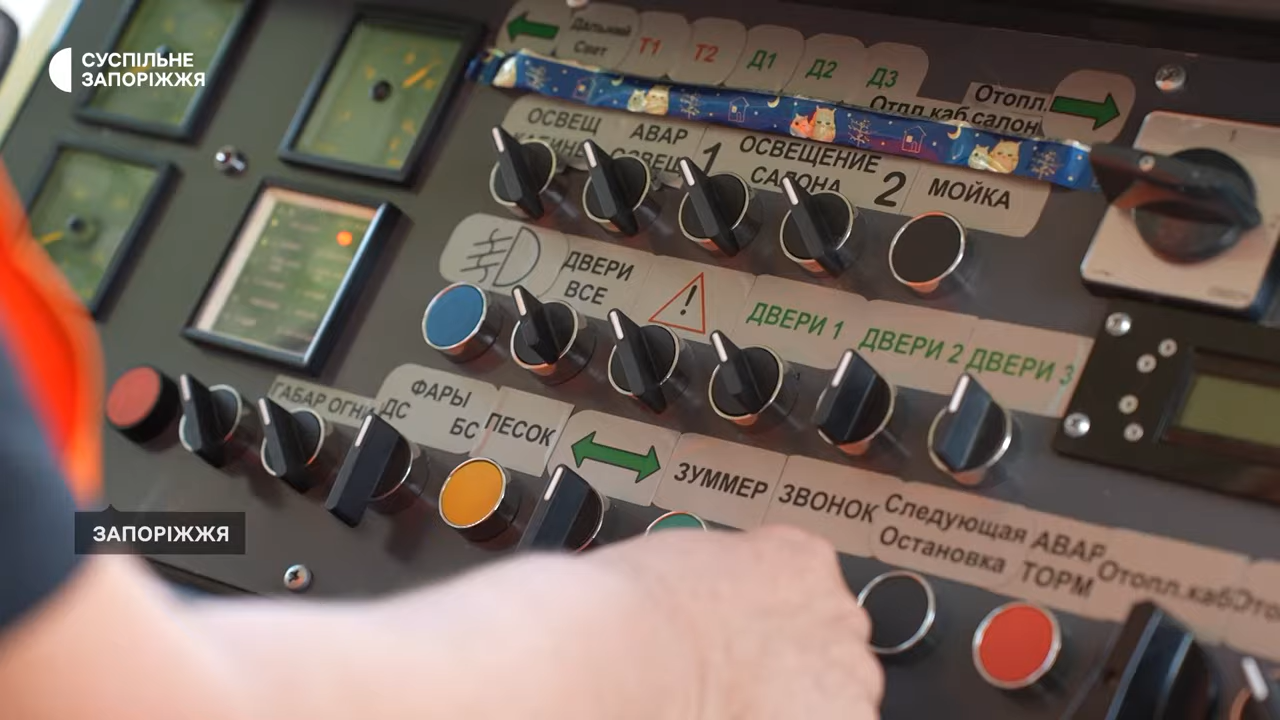 СУСПІЛЬНЕ
ЗАПОРІЖЖЯ
Дальний
Свет
Т1
Т2
Д1
Д2
Д3
Отопл.
Отпл.каб
салон
ОСВЕЩ
АВАР
1
ОСВЕЩЕНИЕ
САЛОНА
2
МОЙКА
ДВЕРИ
ВСЕ
!
ДВЕРИ 1
ДВЕРИ 2
ДВЕРИ 3
ГАБАР ОГНИ
ФАРЫ
ДС
БС
ПЕСОК
ЗУММЕР
ЗВОНОК
Следующая
Остановка
АВАР
ТОРМ
Отопл.каб
ЗАПОРІЖЖЯ